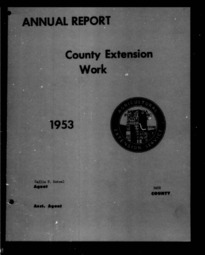 ANNUAL REPORT
County Extension
Work
1953
Agent
COUNTY
Asst. Agent